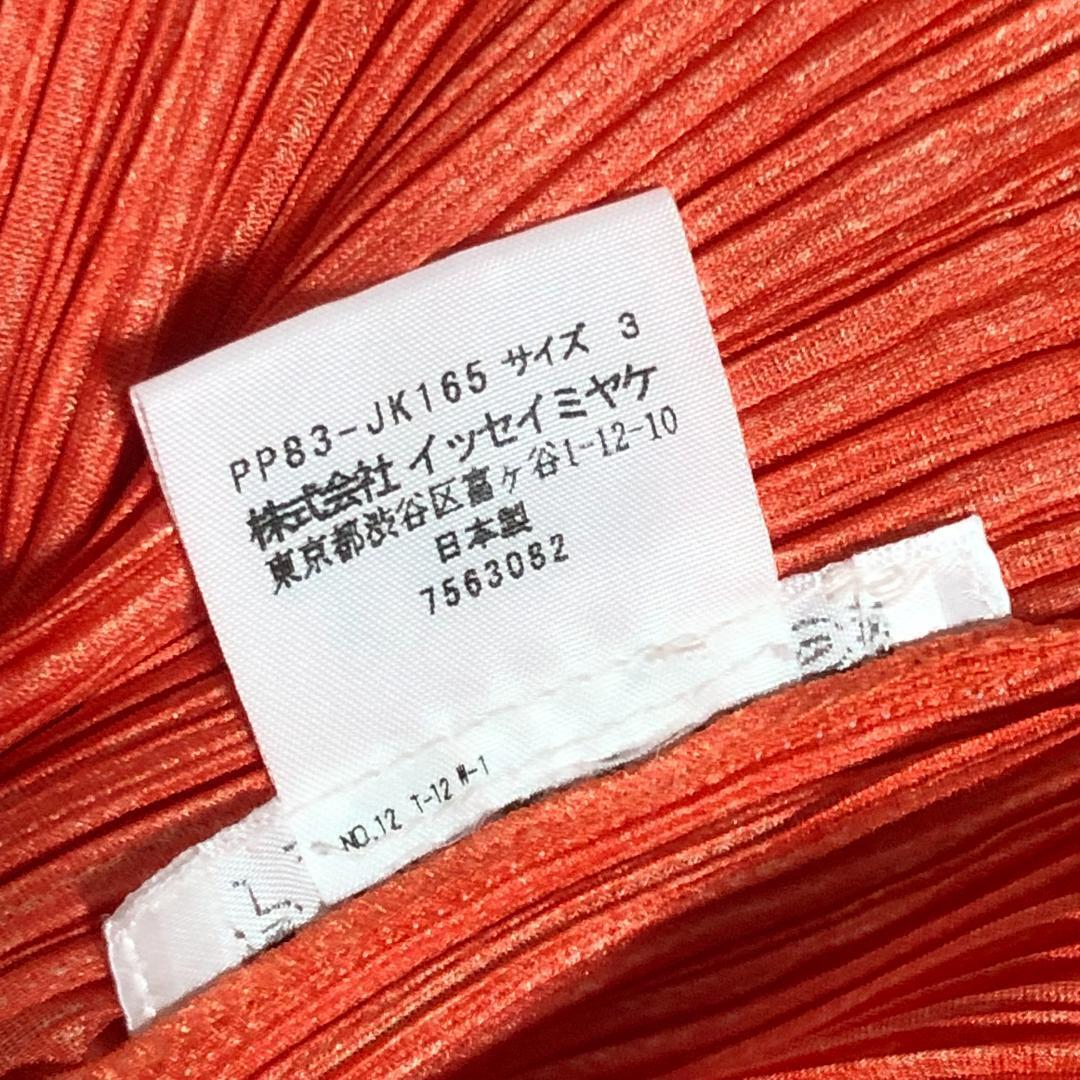 PP83-JK165 サイズ 3
株式会社 イッセイミヤケ
東京都渋谷区富ヶ谷1-12-10
日本製
7563082
NO.12 T-12 W-1